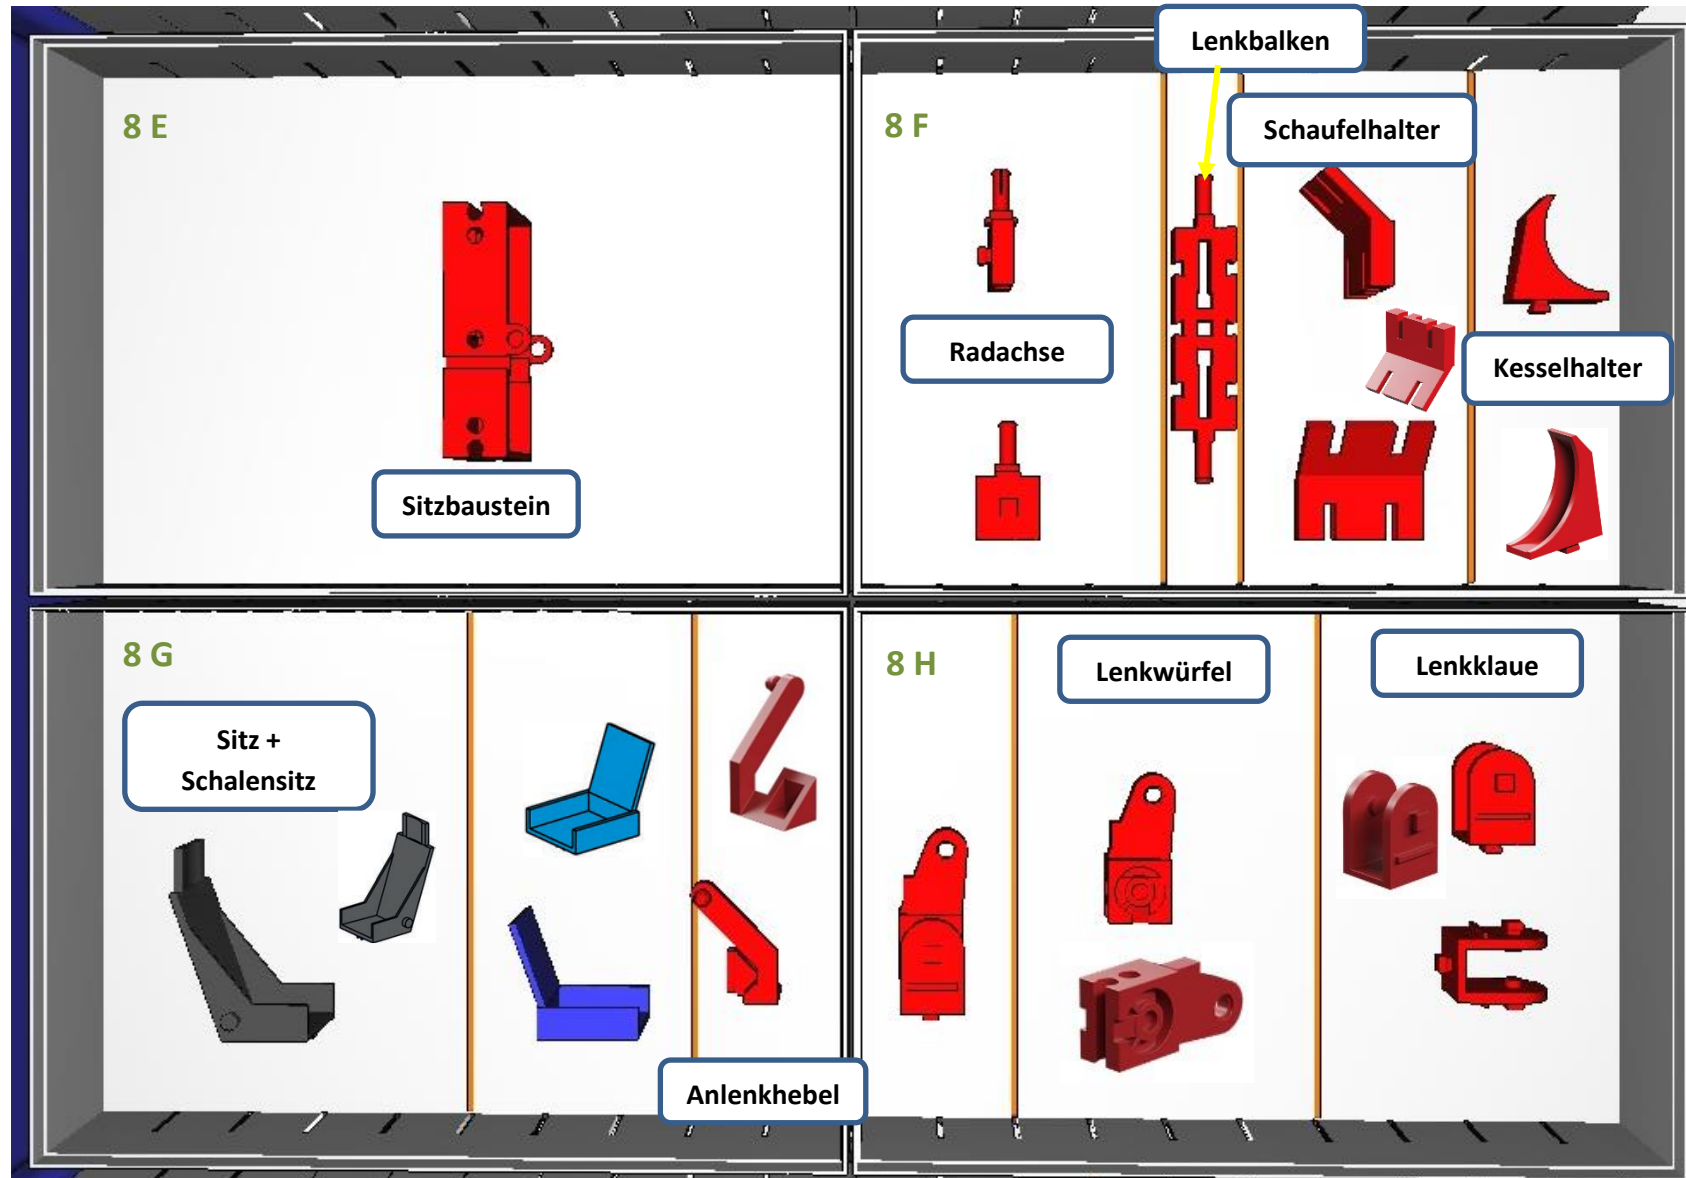 Lenkbalken
8 E
8 F
Schaufelhalter
Radachse
Kesselhalter
Sitzbaustein
8 G
8 H
Lenkwürfel
Lenkklaue
Sitz +
Schalensitz
Anlenkhebel